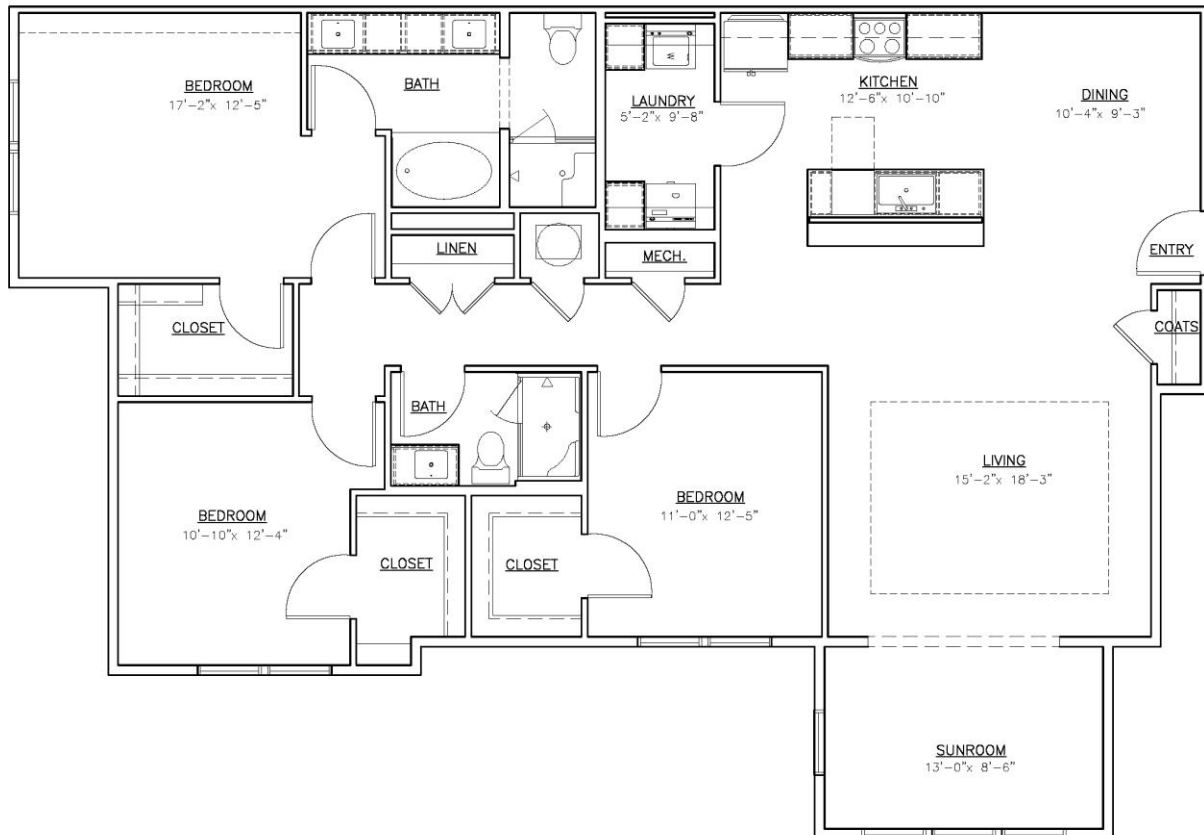 BEDROOM
17'-2"x 12'-5"
BATH
LAUNDRY
5'-2"x 9'-8"
W
D
KITCHEN
12'-6"x 10'-10"
DINING
10'-4"x 9'-3"
LINEN
MECH.
ENTRY
CLOSET
COATS
BATH
LIVING
15'-2"x 18'-3"
BEDROOM
10'-10"x 12'-4"
BEDROOM
11'-0"x 12'-5"
CLOSET
CLOSET
SUNROOM
13'-0"x 8'-6"